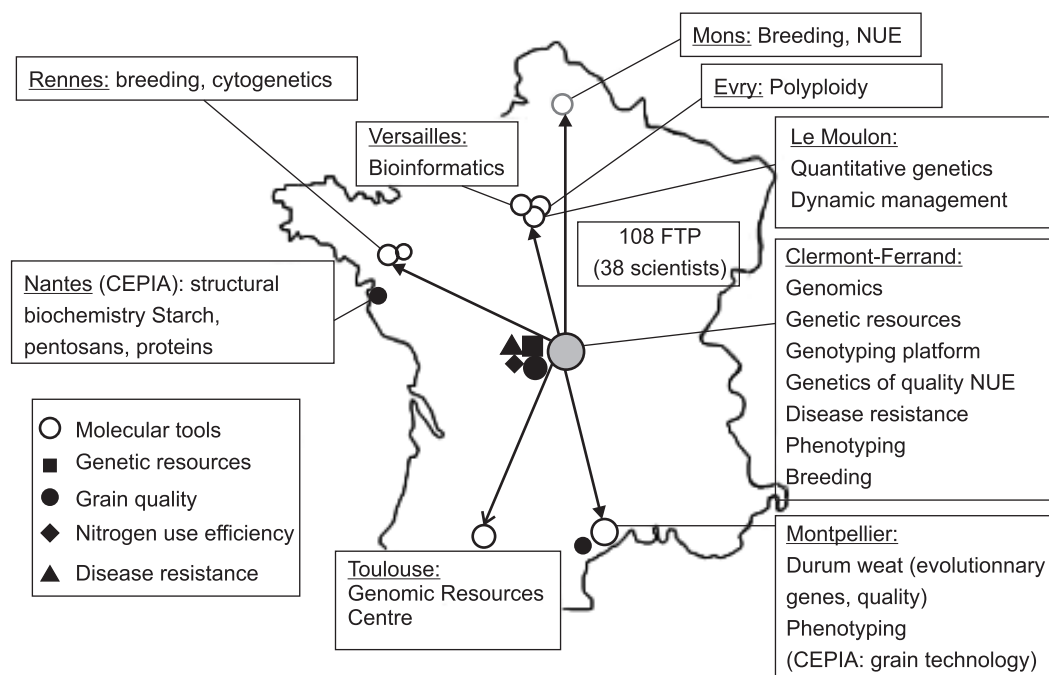 Mons: Breeding, NUE
Rennes: breeding, cytogenetics
Evry: Polyploidy
Versailles:
Bioinformatics
Le Moulon:
Quantitative genetics
Dynamic management
108 FTP
(38 scientists)
Nantes (CEPIA): structural
biochemistry Starch,
pentosans, proteins
Clermont-Ferrand:
Genomics
Genetic resources
Genotyping platform
Genetics of quality NUE
Disease resistance
Phenotyping
Breeding
Molecular tools
Genetic resources
Grain quality
Nitrogen use efficiency
Disease resistance
Toulouse:
Genomic Resources
Centre
Montpellier:
Durum weat (evolutionnary
genes, quality)
Phenotyping
(CEPIA: grain technology)